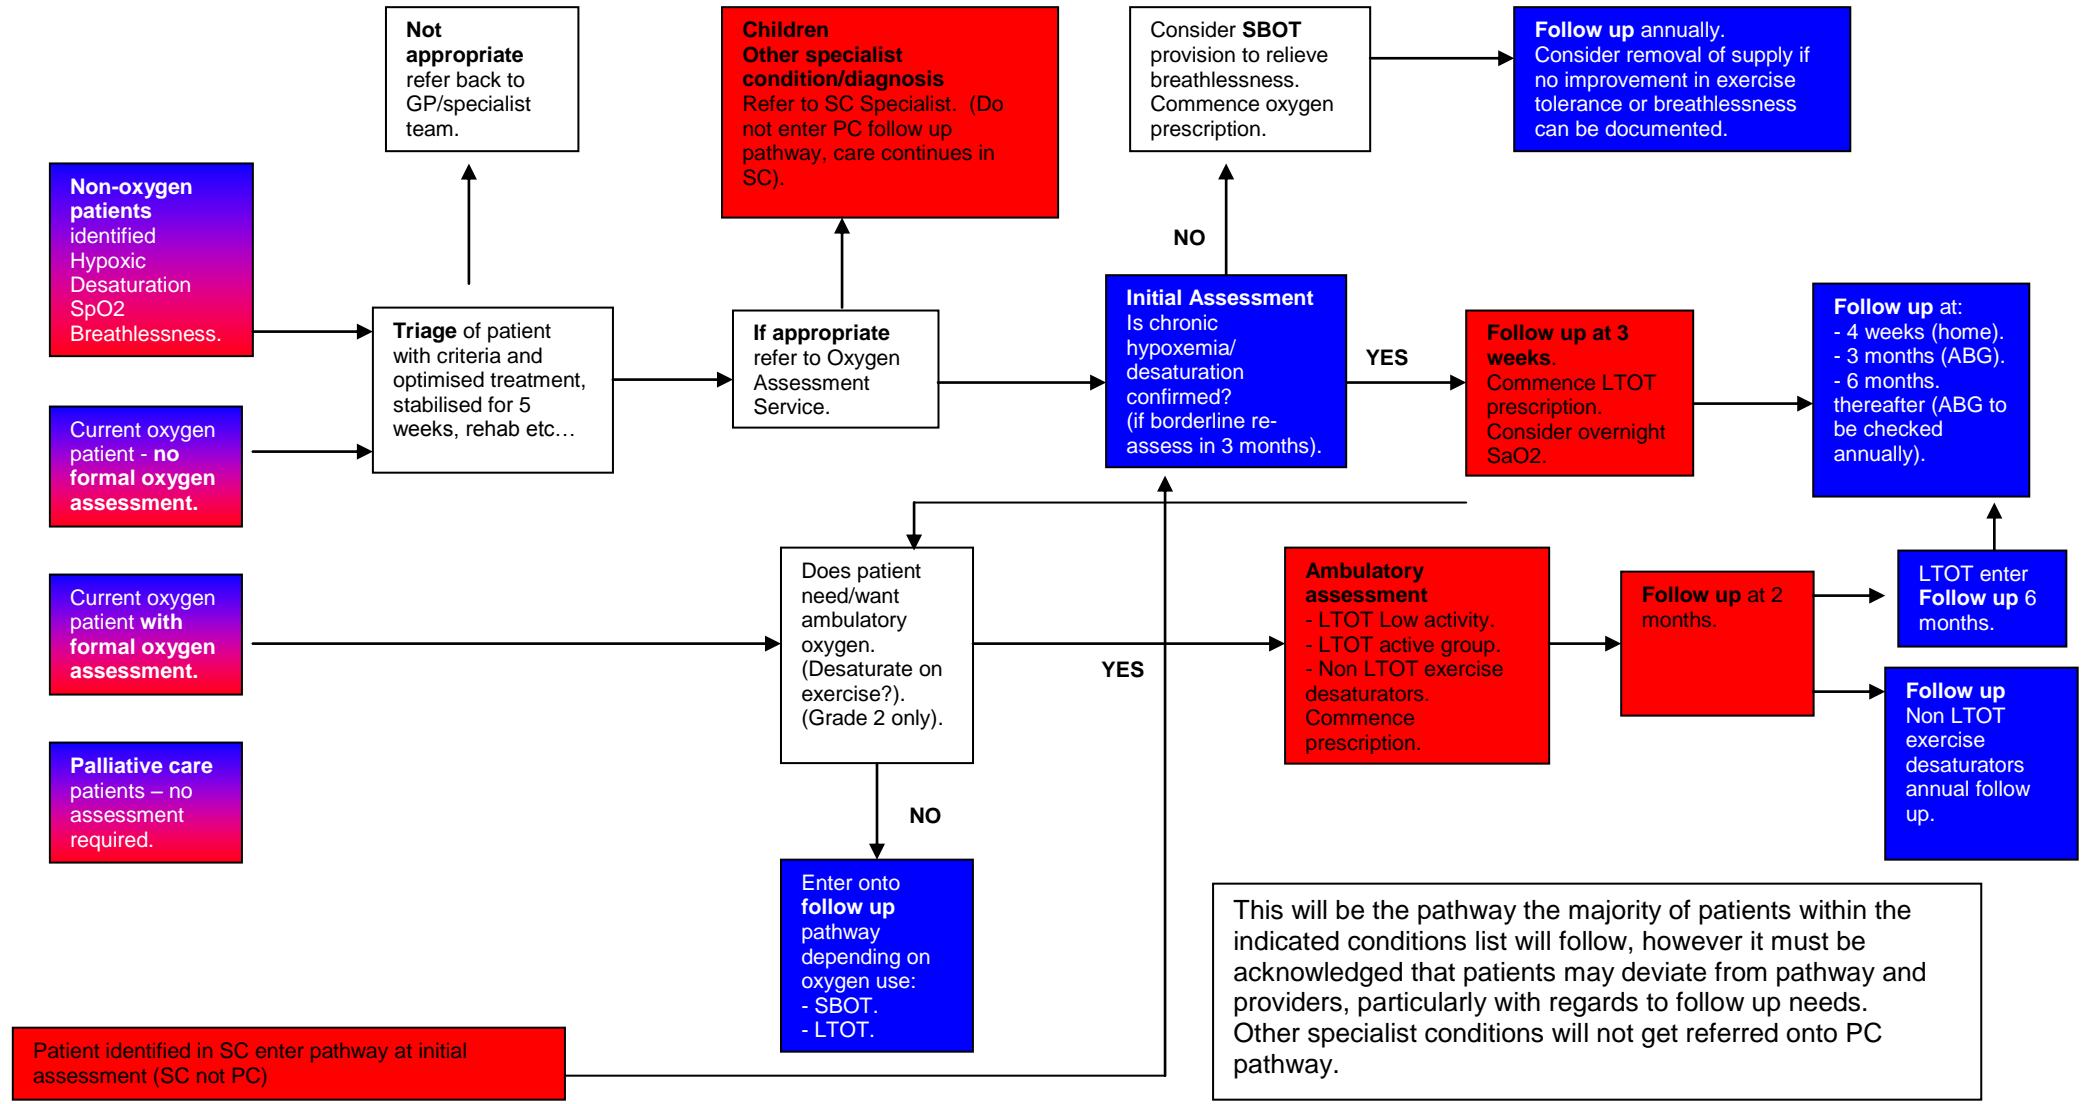 Not
appropriate
refer back to
GP/specialist
team.
Children
Other specialist
condition/diagnosis
Refer to SC Specialist.  (Do
not enter PC follow up
pathway, care continues in
SC).
Consider SBOT
provision to relieve
breathlessness.
Commence oxygen
prescription.
Follow up annually.
Consider removal of supply if
no improvement in exercise
tolerance or breathlessness
can be documented.
Non-oxygen
patients
identified
Hypoxic
Desaturation
SpO2
Breathlessness.
NO
Triage of patient
with criteria and
optimised treatment,
stabilised for 5
weeks, rehab etc…
If appropriate
refer to Oxygen
Assessment
Service.
Initial Assessment
Is chronic
hypoxemia/
desaturation
confirmed?
(if borderline re-
assess in 3 months).
YES
Follow up at 3
weeks.
Commence LTOT
prescription.
Consider overnight
SaO2.
Follow up at:
- 4 weeks (home).
- 3 months (ABG).
- 6 months.
thereafter (ABG to
be checked
annually).
Current oxygen
patient - no
formal oxygen
assessment.
Current oxygen
patient with
formal oxygen
assessment.
Does patient
need/want
ambulatory
oxygen.
(Desaturate on
exercise?).
(Grade 2 only).
YES
Ambulatory
assessment
- LTOT Low activity.
- LTOT active group.
- Non LTOT exercise
desaturators.
Commence
prescription.
Follow up at 2
months.
LTOT enter
Follow up 6
months.
Follow up
Non LTOT
exercise
desaturators
annual follow
up.
Palliative care
patients – no
assessment
required.
NO
Enter onto
follow up
pathway
depending on
oxygen use:
- SBOT.
- LTOT.
This will be the pathway the majority of patients within the
indicated conditions list will follow, however it must be
acknowledged that patients may deviate from pathway and
providers, particularly with regards to follow up needs.
Other specialist conditions will not get referred onto PC
pathway.
Patient identified in SC enter pathway at initial
assessment (SC not PC)